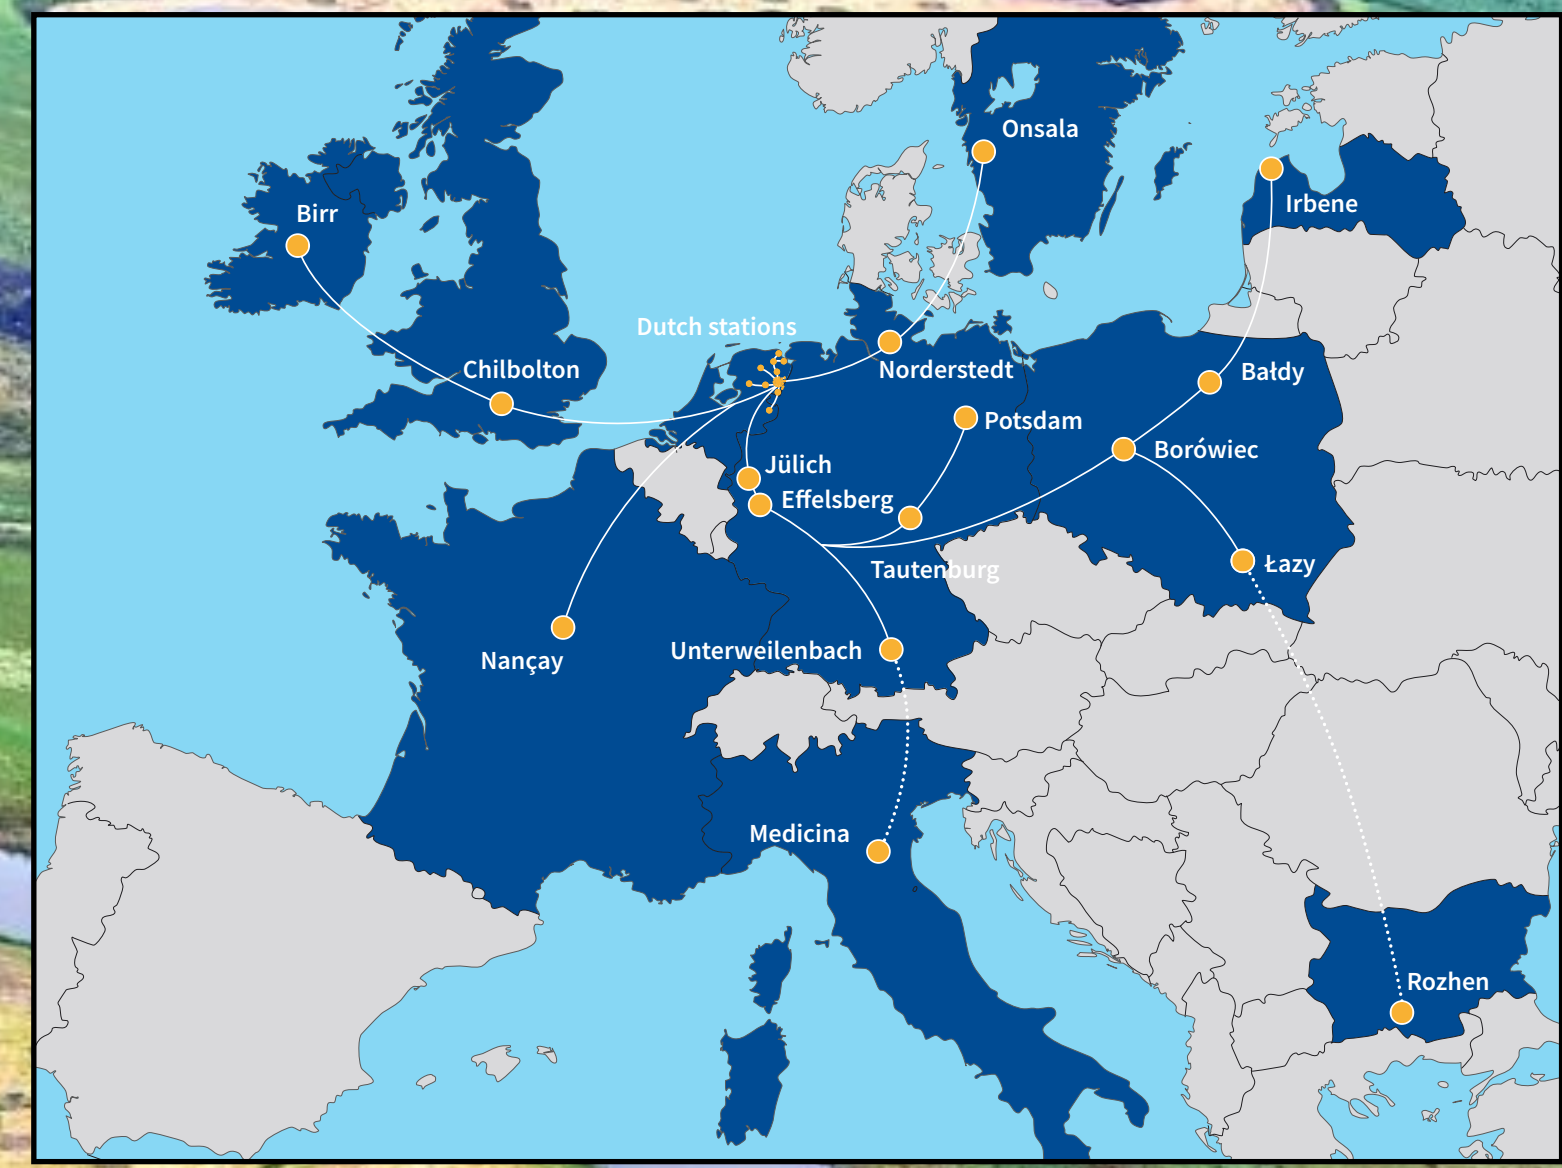 Onsala
Irbene
Birr
Dutch stations
Chilbolton
Norderstedt
Bałdy
Potsdam
Borówiec
Jülich
Effelsberg
Tautenburg
Łazy
Unterweilenbach
Nançay
Medicina
Rozhen